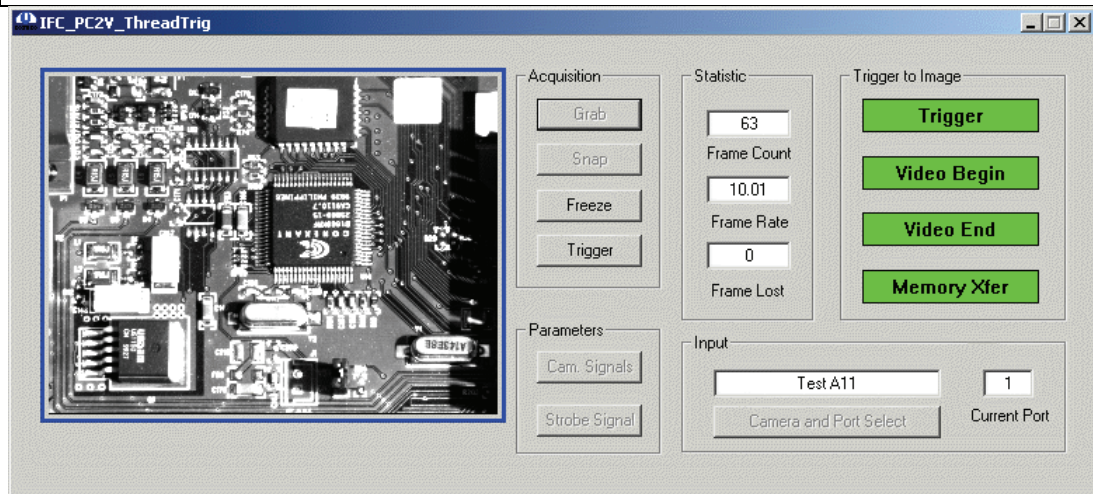 IFC_PC2V_ThreadTrig
Acquisition
Grab
Snap
Freeze
Trigger
Parameters
Cam. Signals
Strobe Signal
Statistic
63
Frame Count
10.01
Frame Rate
0
Frame Lost
Trigger to Image
Trigger
Video Begin
Video End
Memory Xfer
Input
Test A11
1
Camera and Port Select
Current Port
CONEXANT
A143E8E